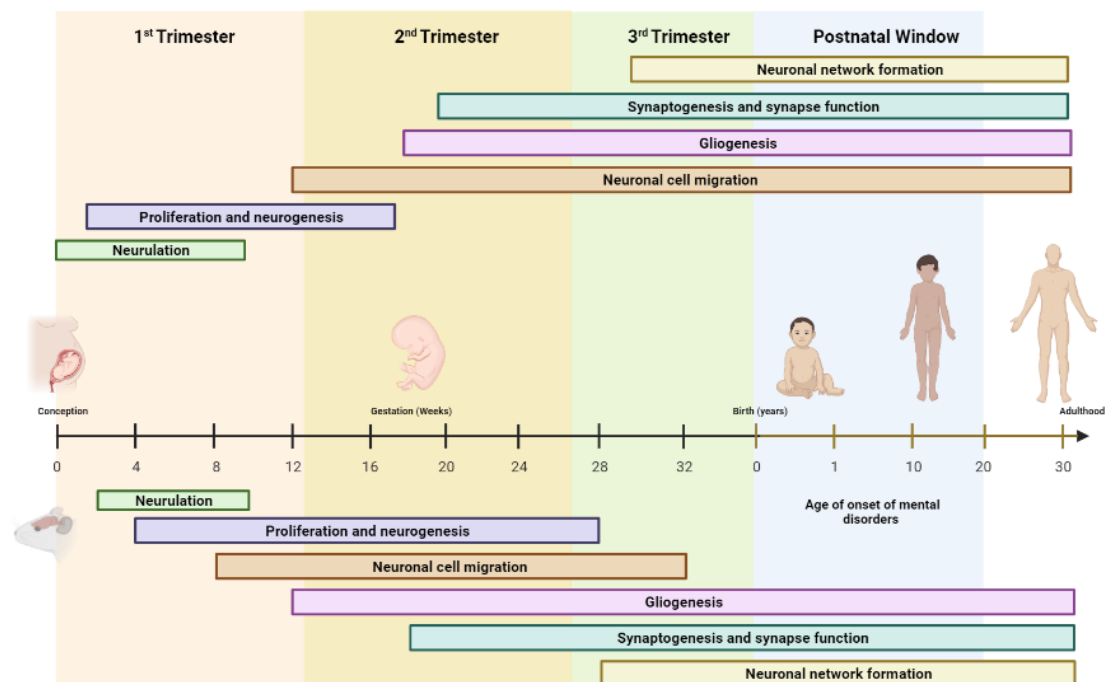 1st Trimester
2nd Trimester
3rd Trimester
Postnatal Window
Neuronal network formation
Synaptogenesis and synapse function
Gliogenesis
Neuronal cell migration
Proliferation and neurogenesis
Neurulation
Conception
Gestation (Weeks)
Birth (years)
Adulthood
0 4 8 12 16 20 24 28 32 0 1 10 20 30
Age of onset of mental
disorders
Neurulation
Proliferation and neurogenesis
Neuronal cell migration
Gliogenesis
Synaptogenesis and synapse function
Neuronal network formation